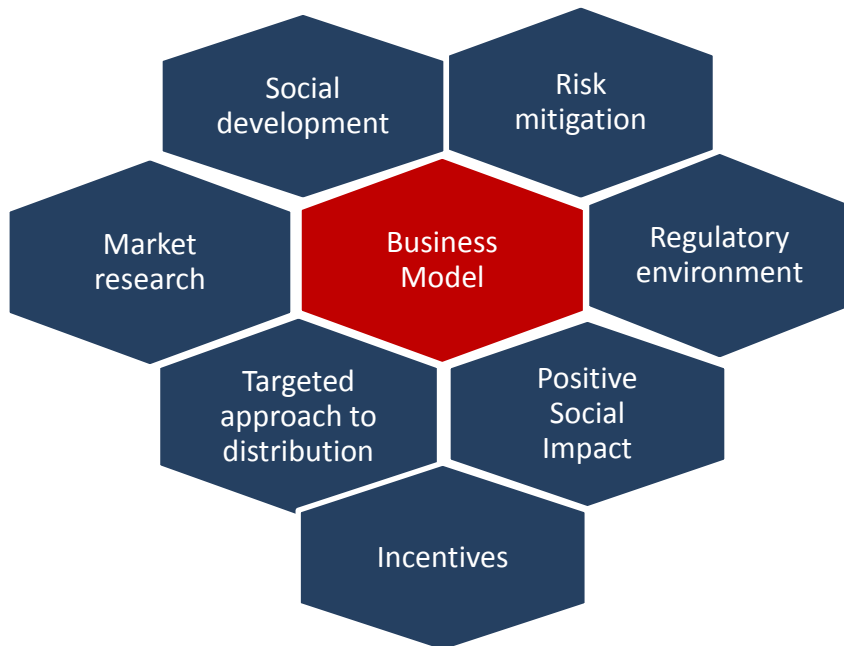 Social
development
Risk
mitigation
Market
research
Business
Model
Regulatory
environment
Targeted
approach to
distribution
Positive
Social
Impact
Incentives